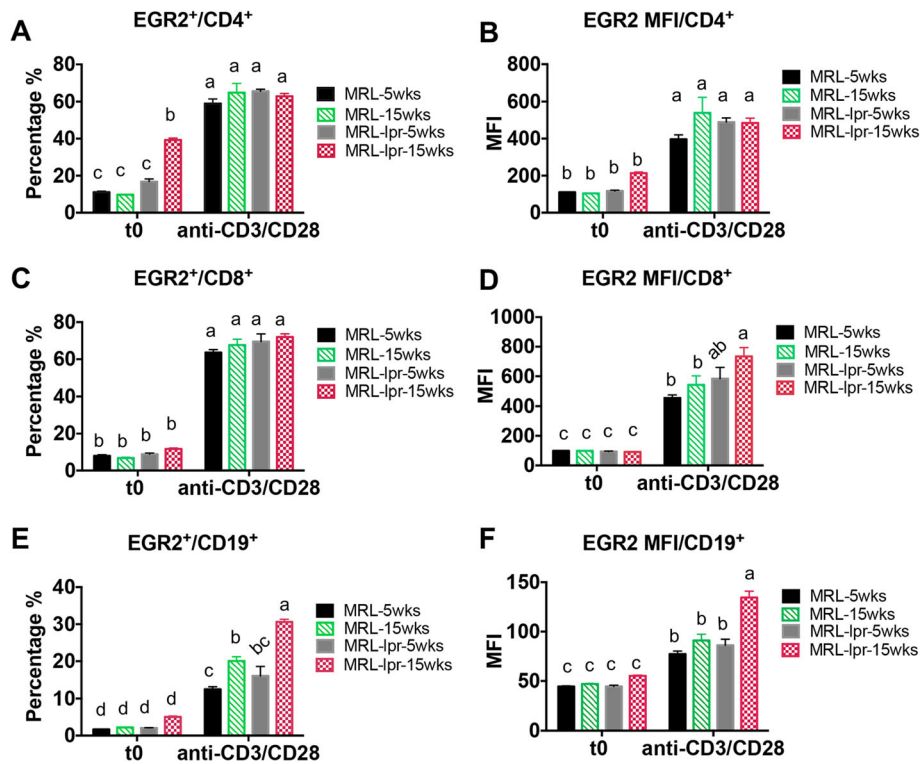 A
EGR2⁺/CD4⁺
Percentage %
80
60
40
20
0
c c c b
a a a a
t0 anti-CD3/CD28
MRL-5wks
MRL-15wks
MRL-lpr-5wks
MRL-lpr-15wks
B
EGR2 MFI/CD4⁺
MFI
800
600
400
200
0
b b b b
a a a a
t0 anti-CD3/CD28
MRL-5wks
MRL-15wks
MRL-lpr-5wks
MRL-lpr-15wks
C
EGR2⁺/CD8⁺
Percentage %
80
60
40
20
0
b b b b
a a a a
t0 anti-CD3/CD28
MRL-5wks
MRL-15wks
MRL-lpr-5wks
MRL-lpr-15wks
D
EGR2 MFI/CD8⁺
MFI
1000
800
600
400
200
0
c c c c
b b ab a
t0 anti-CD3/CD28
MRL-5wks
MRL-15wks
MRL-lpr-5wks
MRL-lpr-15wks
E
EGR2⁺/CD19⁺
Percentage %
40
30
20
10
0
d d d d
c b bc a
t0 anti-CD3/CD28
MRL-5wks
MRL-15wks
MRL-lpr-5wks
MRL-lpr-15wks
F
EGR2 MFI/CD19⁺
MFI
150
100
50
0
c c c c
b b b a
t0 anti-CD3/CD28
MRL-5wks
MRL-15wks
MRL-lpr-5wks
MRL-lpr-15wks